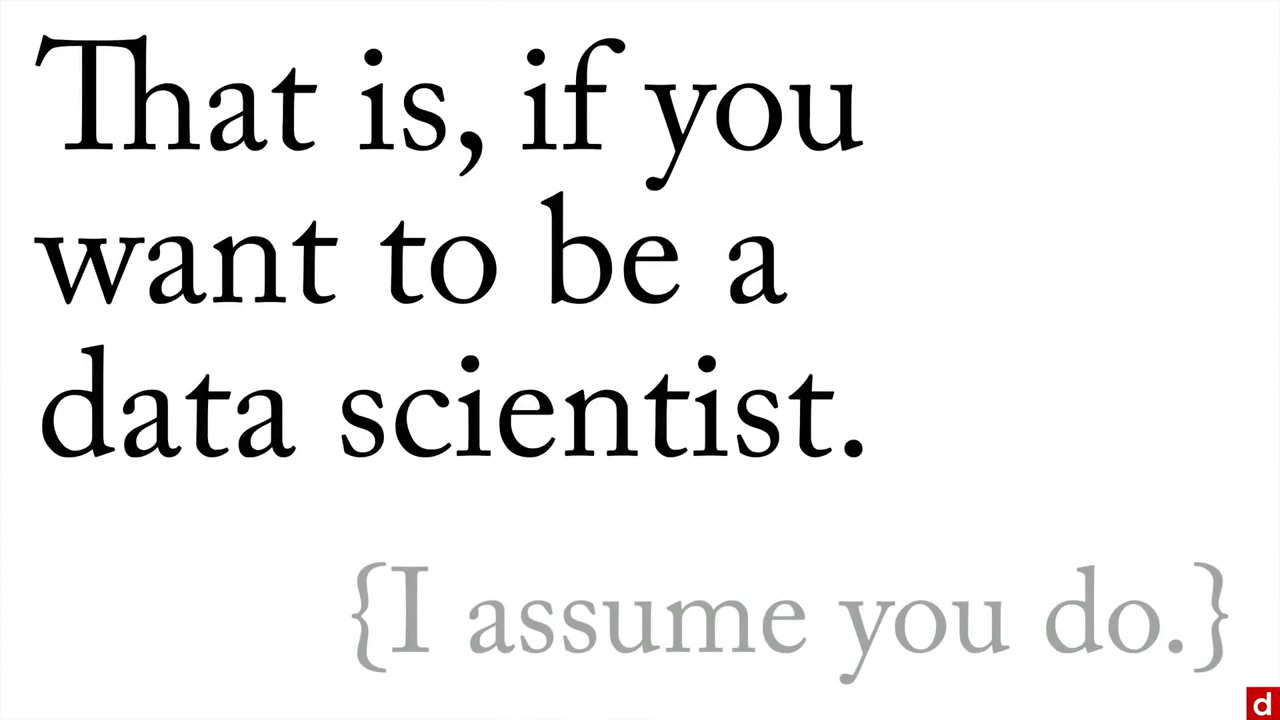 That is, if you
want to be a
data scientist.
{I assume you do.}
d